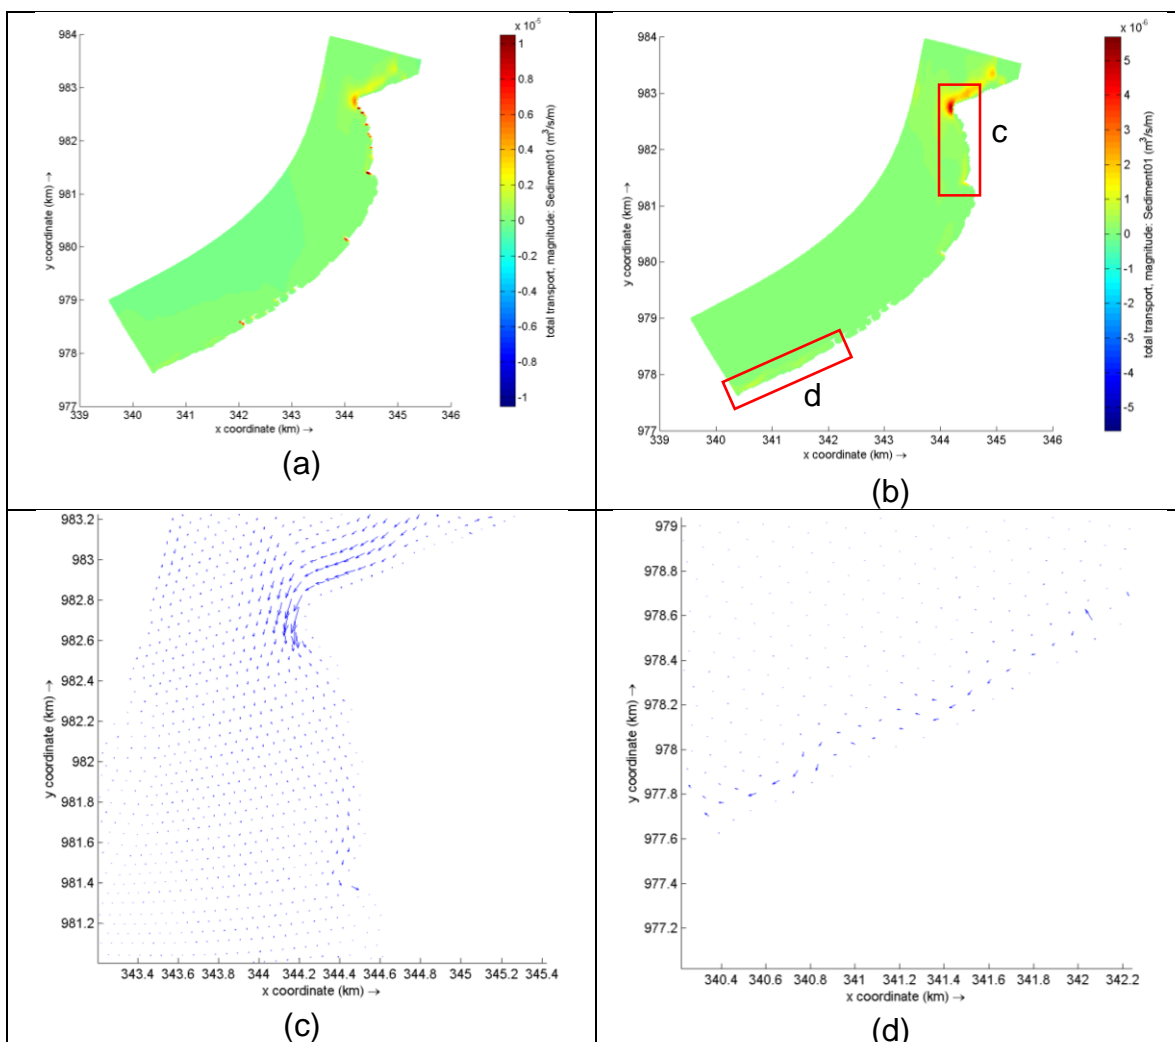 x 10⁻⁵
984
983
982
981
980
979
978
977
339 340 341 342 343 344 345 346
x coordinate (km) →
y coordinate (km) →
1
0.8
0.6
0.4
0.2
0
-0.2
-0.4
-0.6
-0.8
-1
total transport, magnitude: Sediment01 (m³/s/m)
(a)
x 10⁻⁶
984
983
982
981
980
979
978
977
339 340 341 342 343 344 345 346
x coordinate (km) →
y coordinate (km) →
5
4
3
2
1
0
-1
-2
-3
-4
-5
total transport, magnitude: Sediment01 (m³/s/m)
c
d
(b)
983.2
983
982.8
982.6
982.4
982.2
982
981.8
981.6
981.4
981.2
343.4 343.6 343.8 344 344.2 344.4 344.6 344.8 345 345.2 345.4
x coordinate (km) →
y coordinate (km) →
(c)
979
978.8
978.6
978.4
978.2
978
977.8
977.6
977.4
977.2
340.4 340.6 340.8 341 341.2 341.4 341.6 341.8 342 342.2
x coordinate (km) →
y coordinate (km) →
(d)